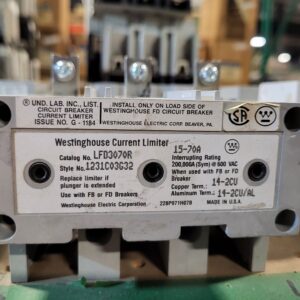 ® UND. LAB. INC., LIST.
CIRCUIT BREAKER
CURRENT LIMITER
ISSUE NO. G-1184
INSTALL ONLY ON LOAD SIDE OF
WESTINGHOUSE FD CIRCUIT BREAKER
WESTINGHOUSE ELECTRIC CORP. BEAVER, PA.
Westinghouse Current Limiter
Catalog No. LFD3070R
Style No. 1231C03G32
Replace limiter if
plunger is extended
Use with FB or FD Breakers
Westinghouse Electric Corporation
15-70A
Interrupting Rating
200,000A (Sym) @ 600 VAC
When used with FB or FD
Breaker
Copper Term.: 14-2CU
Aluminum Term.: 14-2CU/AL
MADE IN U.S.A.